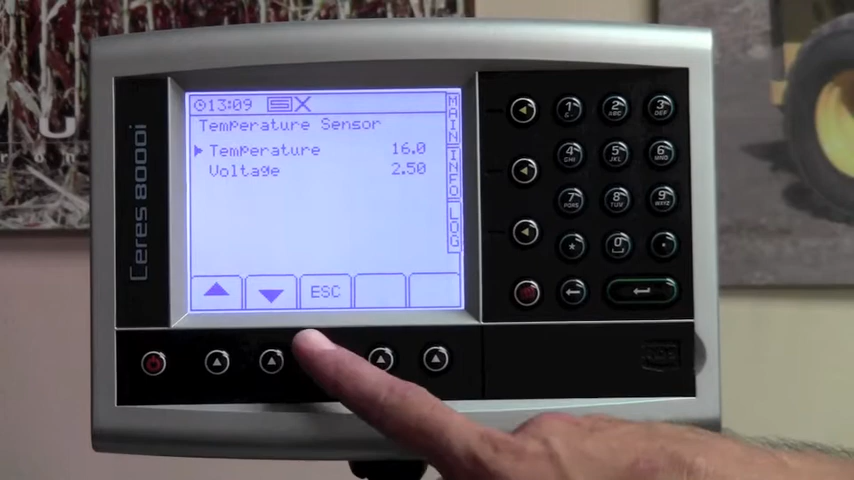 13:09
Temperature Sensor
Temperature 16.0
Voltage 2.50
ESC
MAIN
INFO
LOG
Ceres 8000i
1
2 ABC
3 DEF
4 GHI
5 JKL
6 MNO
7 PQRS
8 TUV
9 WXYZ
* 0 .